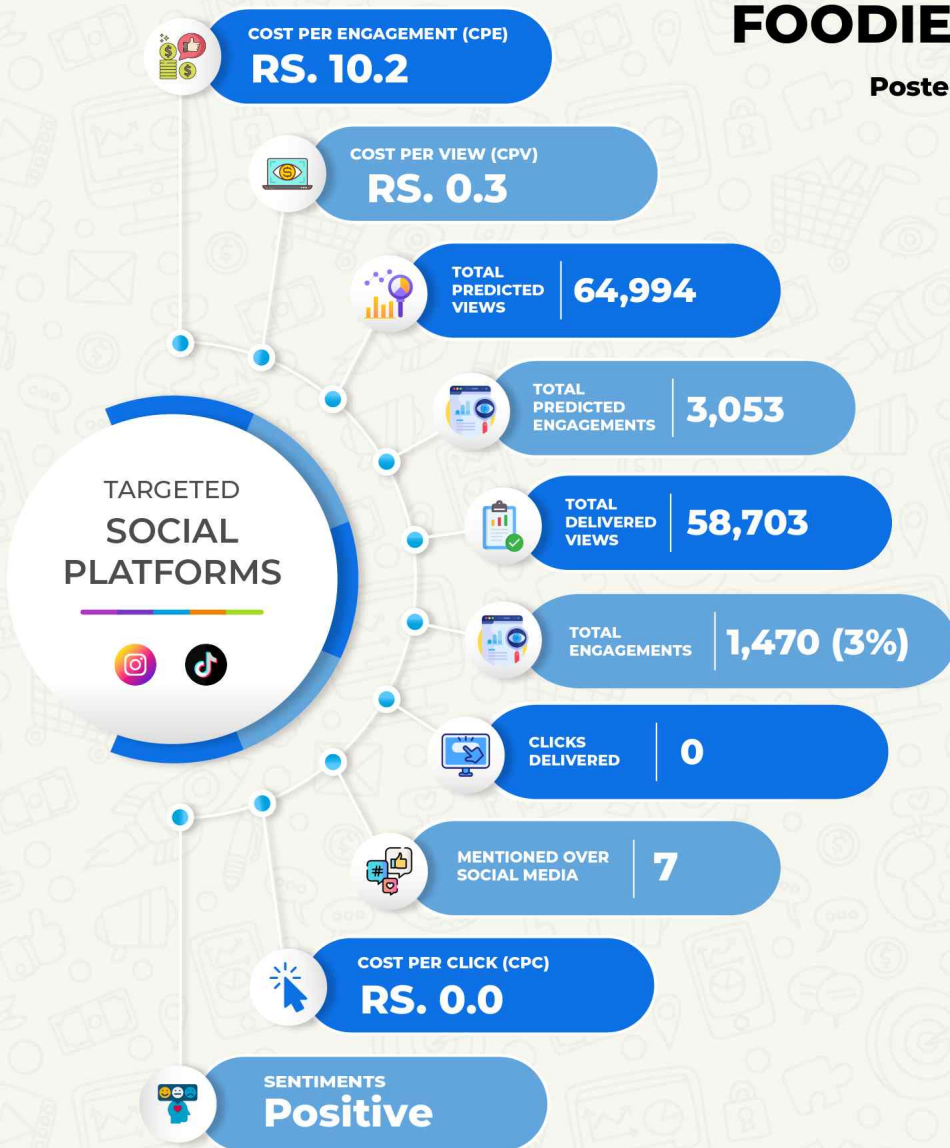 FOODIE
Poste
COST PER ENGAGEMENT (CPE)
RS. 10.2
COST PER VIEW (CPV)
RS. 0.3
TOTAL
PREDICTED
VIEWS
64,994
TOTAL
PREDICTED
ENGAGEMENTS
3,053
TARGETED
SOCIAL
PLATFORMS
TOTAL
DELIVERED
VIEWS
58,703
TOTAL
ENGAGEMENTS
1,470 (3%)
CLICKS
DELIVERED
0
MENTIONED OVER
SOCIAL MEDIA
7
COST PER CLICK (CPC)
RS. 0.0
SENTIMENTS
Positive